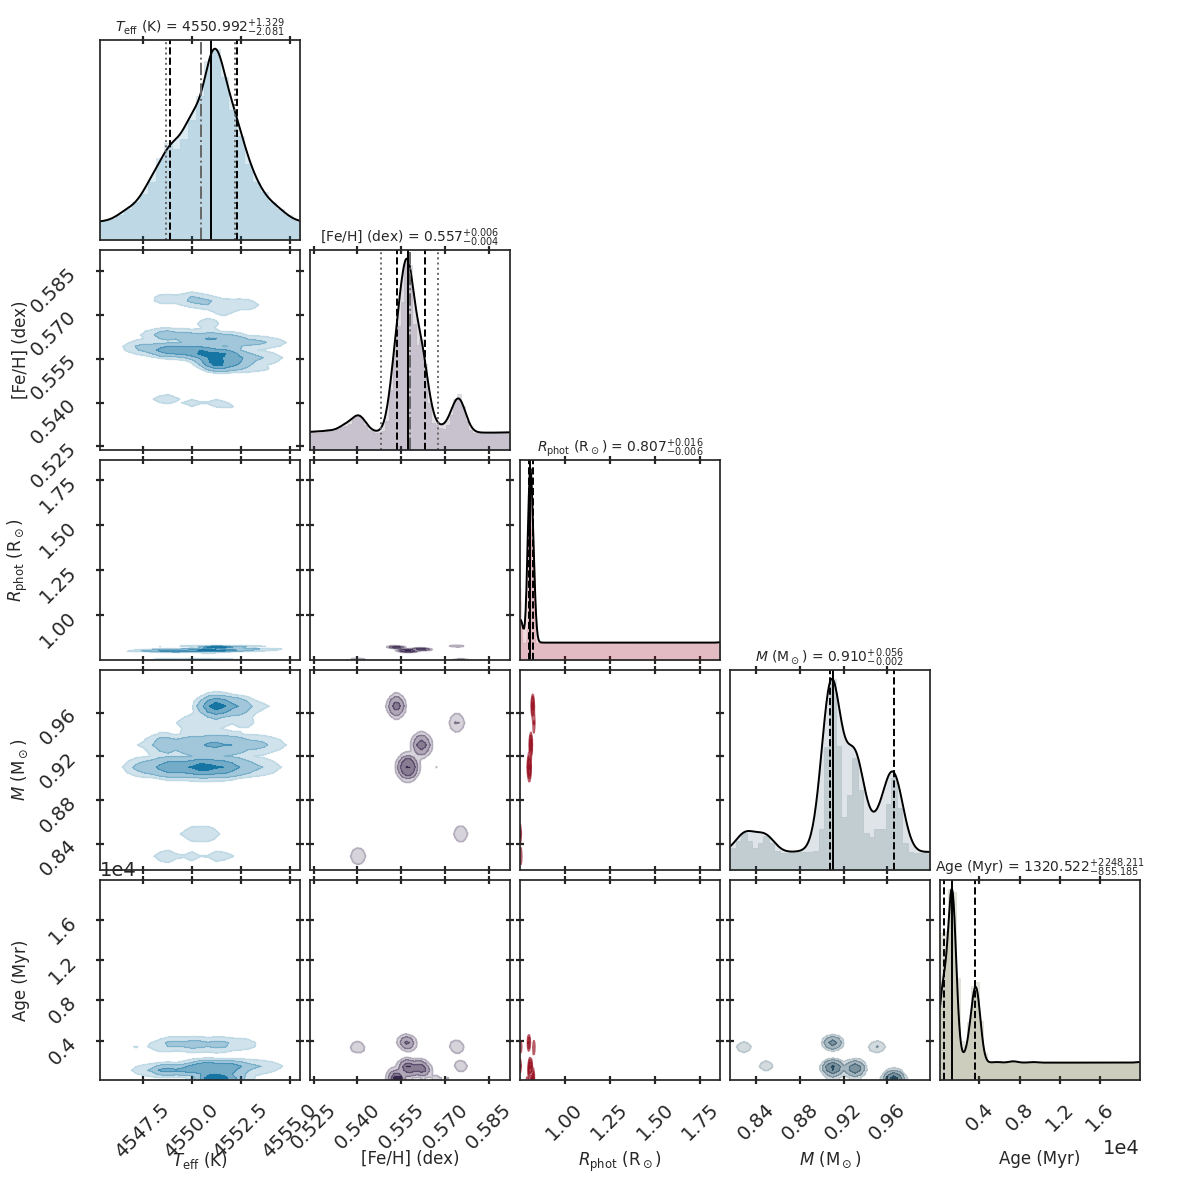 T_eff (K) = 4550.992^{+1.329}_{−2.081}
[Fe/H] (dex) = 0.557^{+0.006}_{−0.004}
[Fe/H] (dex)
0.585
0.570
0.555
0.540
0.525
R_phot (R_⊙) = 0.807^{+0.016}_{−0.006}
R_phot (R_⊙)
1.75
1.50
1.25
1.00
M (M_⊙) = 0.910^{+0.056}_{−0.002}
M (M_⊙)
0.96
0.92
0.88
0.84
1e4
Age (Myr) = 1320.522^{+2248.211}_{−855.185}
Age (Myr)
1.6
1.2
0.8
0.4
4547.5 4550.0 4552.5 4555.0
0.525 0.540 0.555 0.570 0.585
1.00 1.25 1.50 1.75
0.84 0.88 0.92 0.96
0.4 0.8 1.2 1.6
1e4
T_eff (K) [Fe/H] (dex) R_phot (R_⊙) M (M_⊙) Age (Myr)